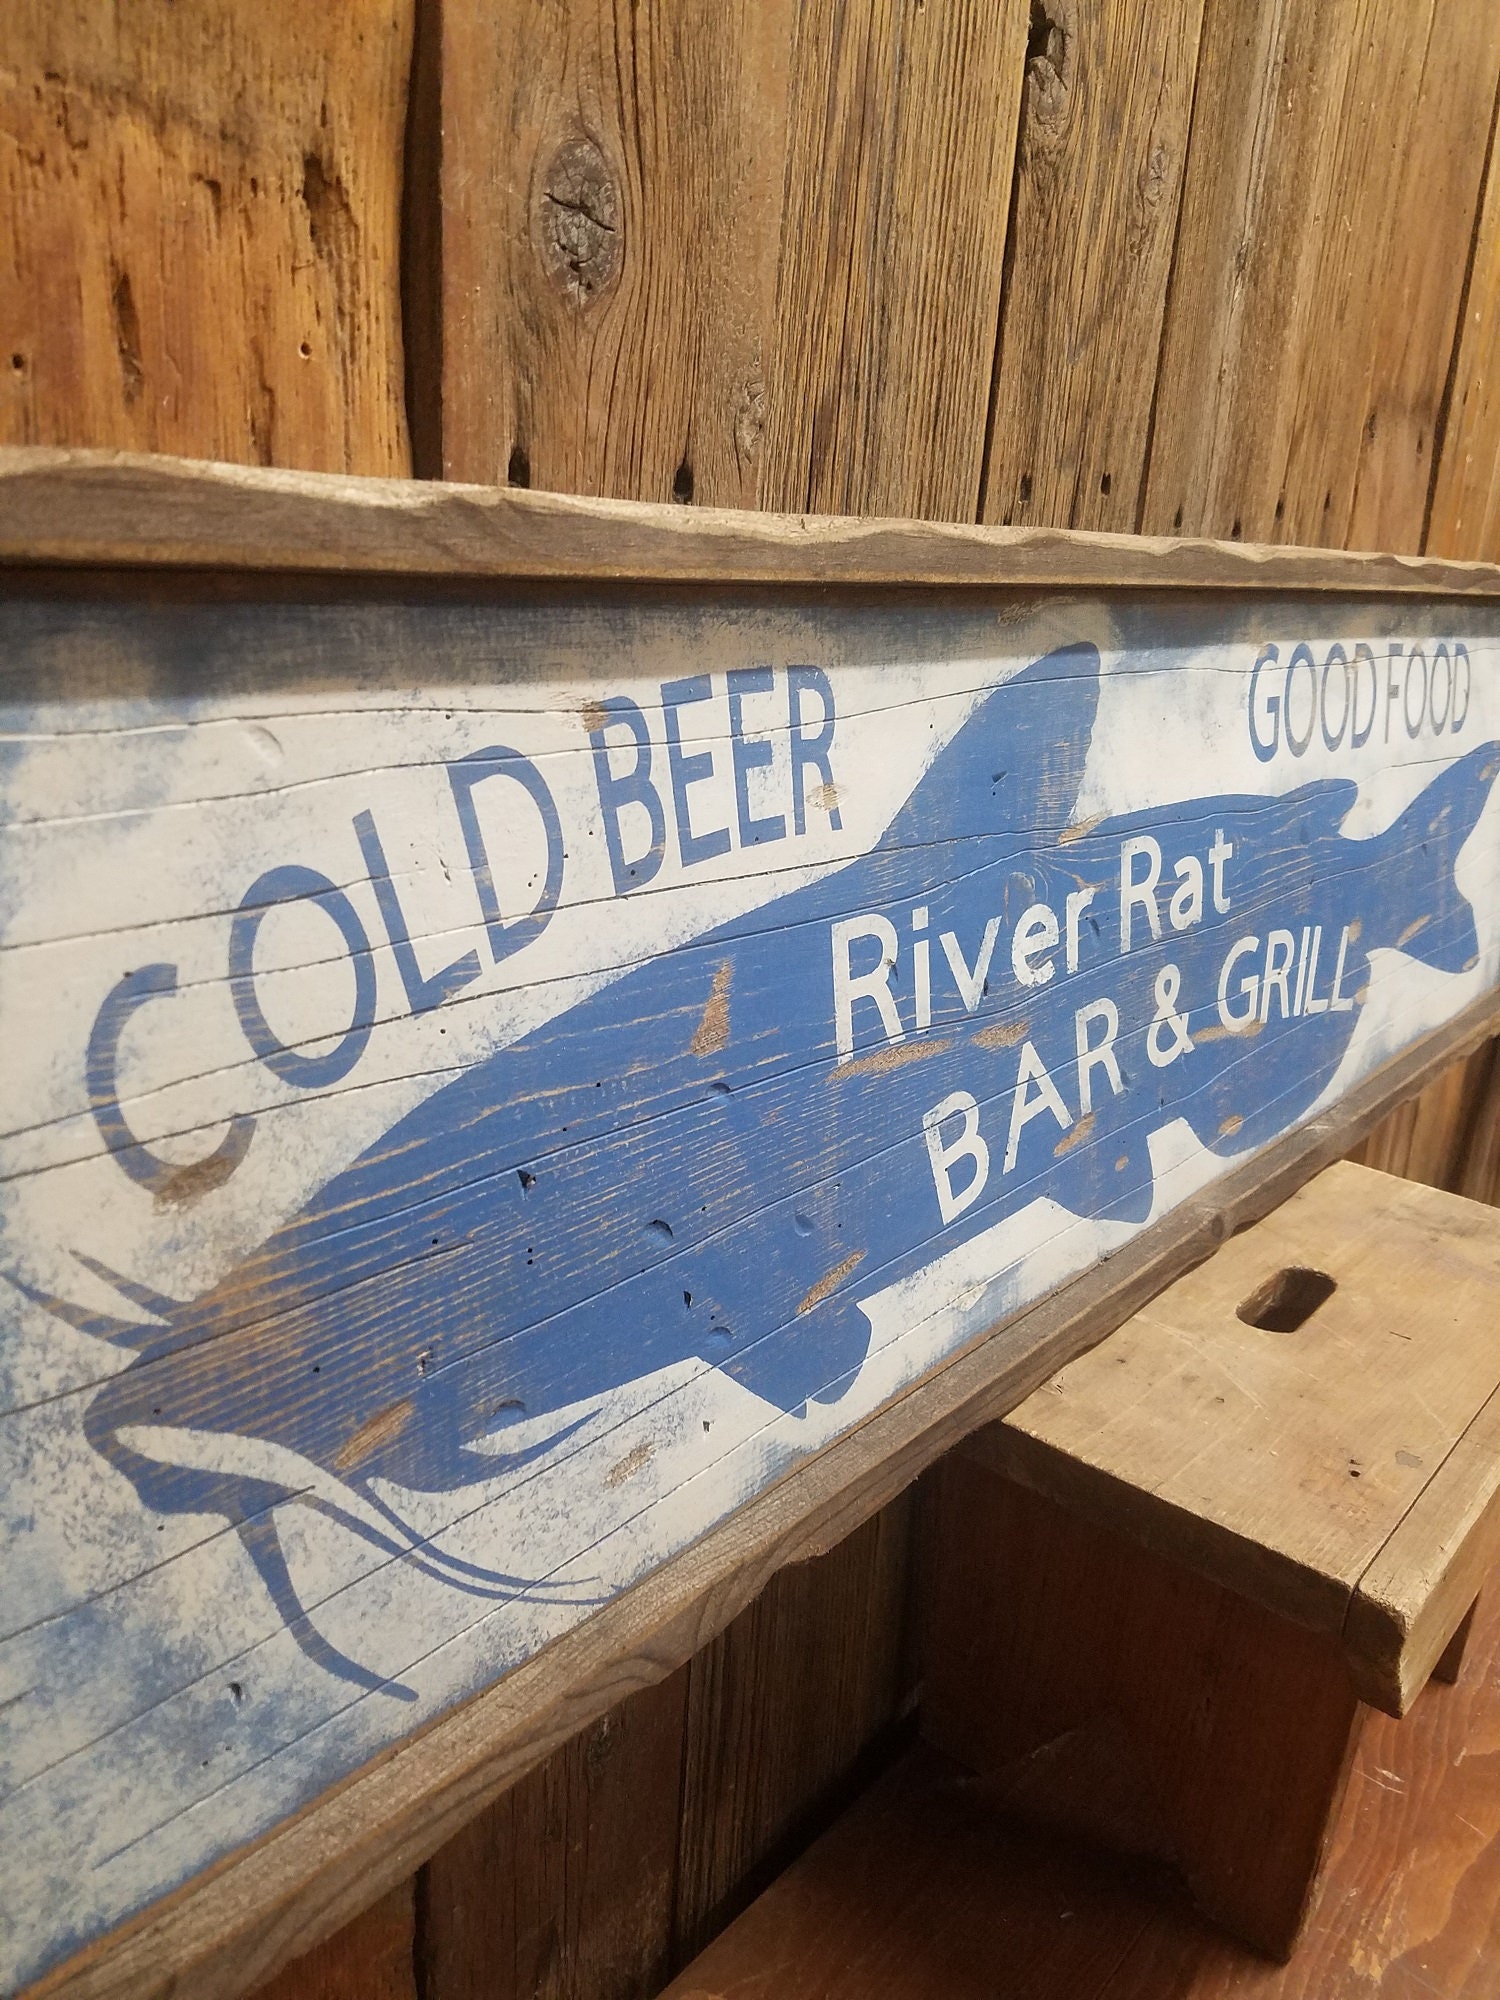 COLD BEER
GOOD FOOD
River Rat
BAR & GRILL